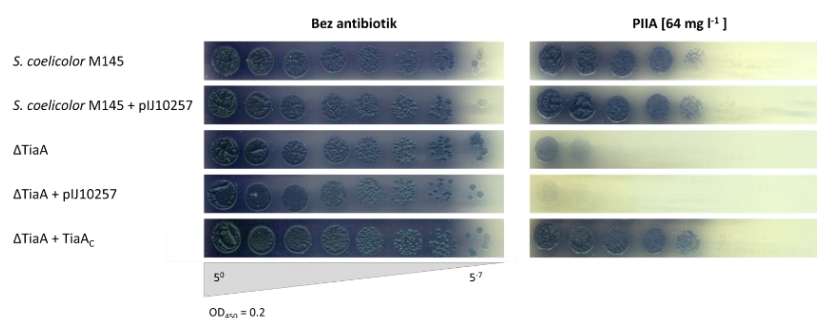 Bez antibiotik
PIIA [64 mg l⁻¹ ]
S. coelicolor M145
S. coelicolor M145 + pIJ10257
ΔTiaA
ΔTiaA + pIJ10257
ΔTiaA + TiaA_C
5⁰
5⁻⁷
OD₄₅₀ = 0.2